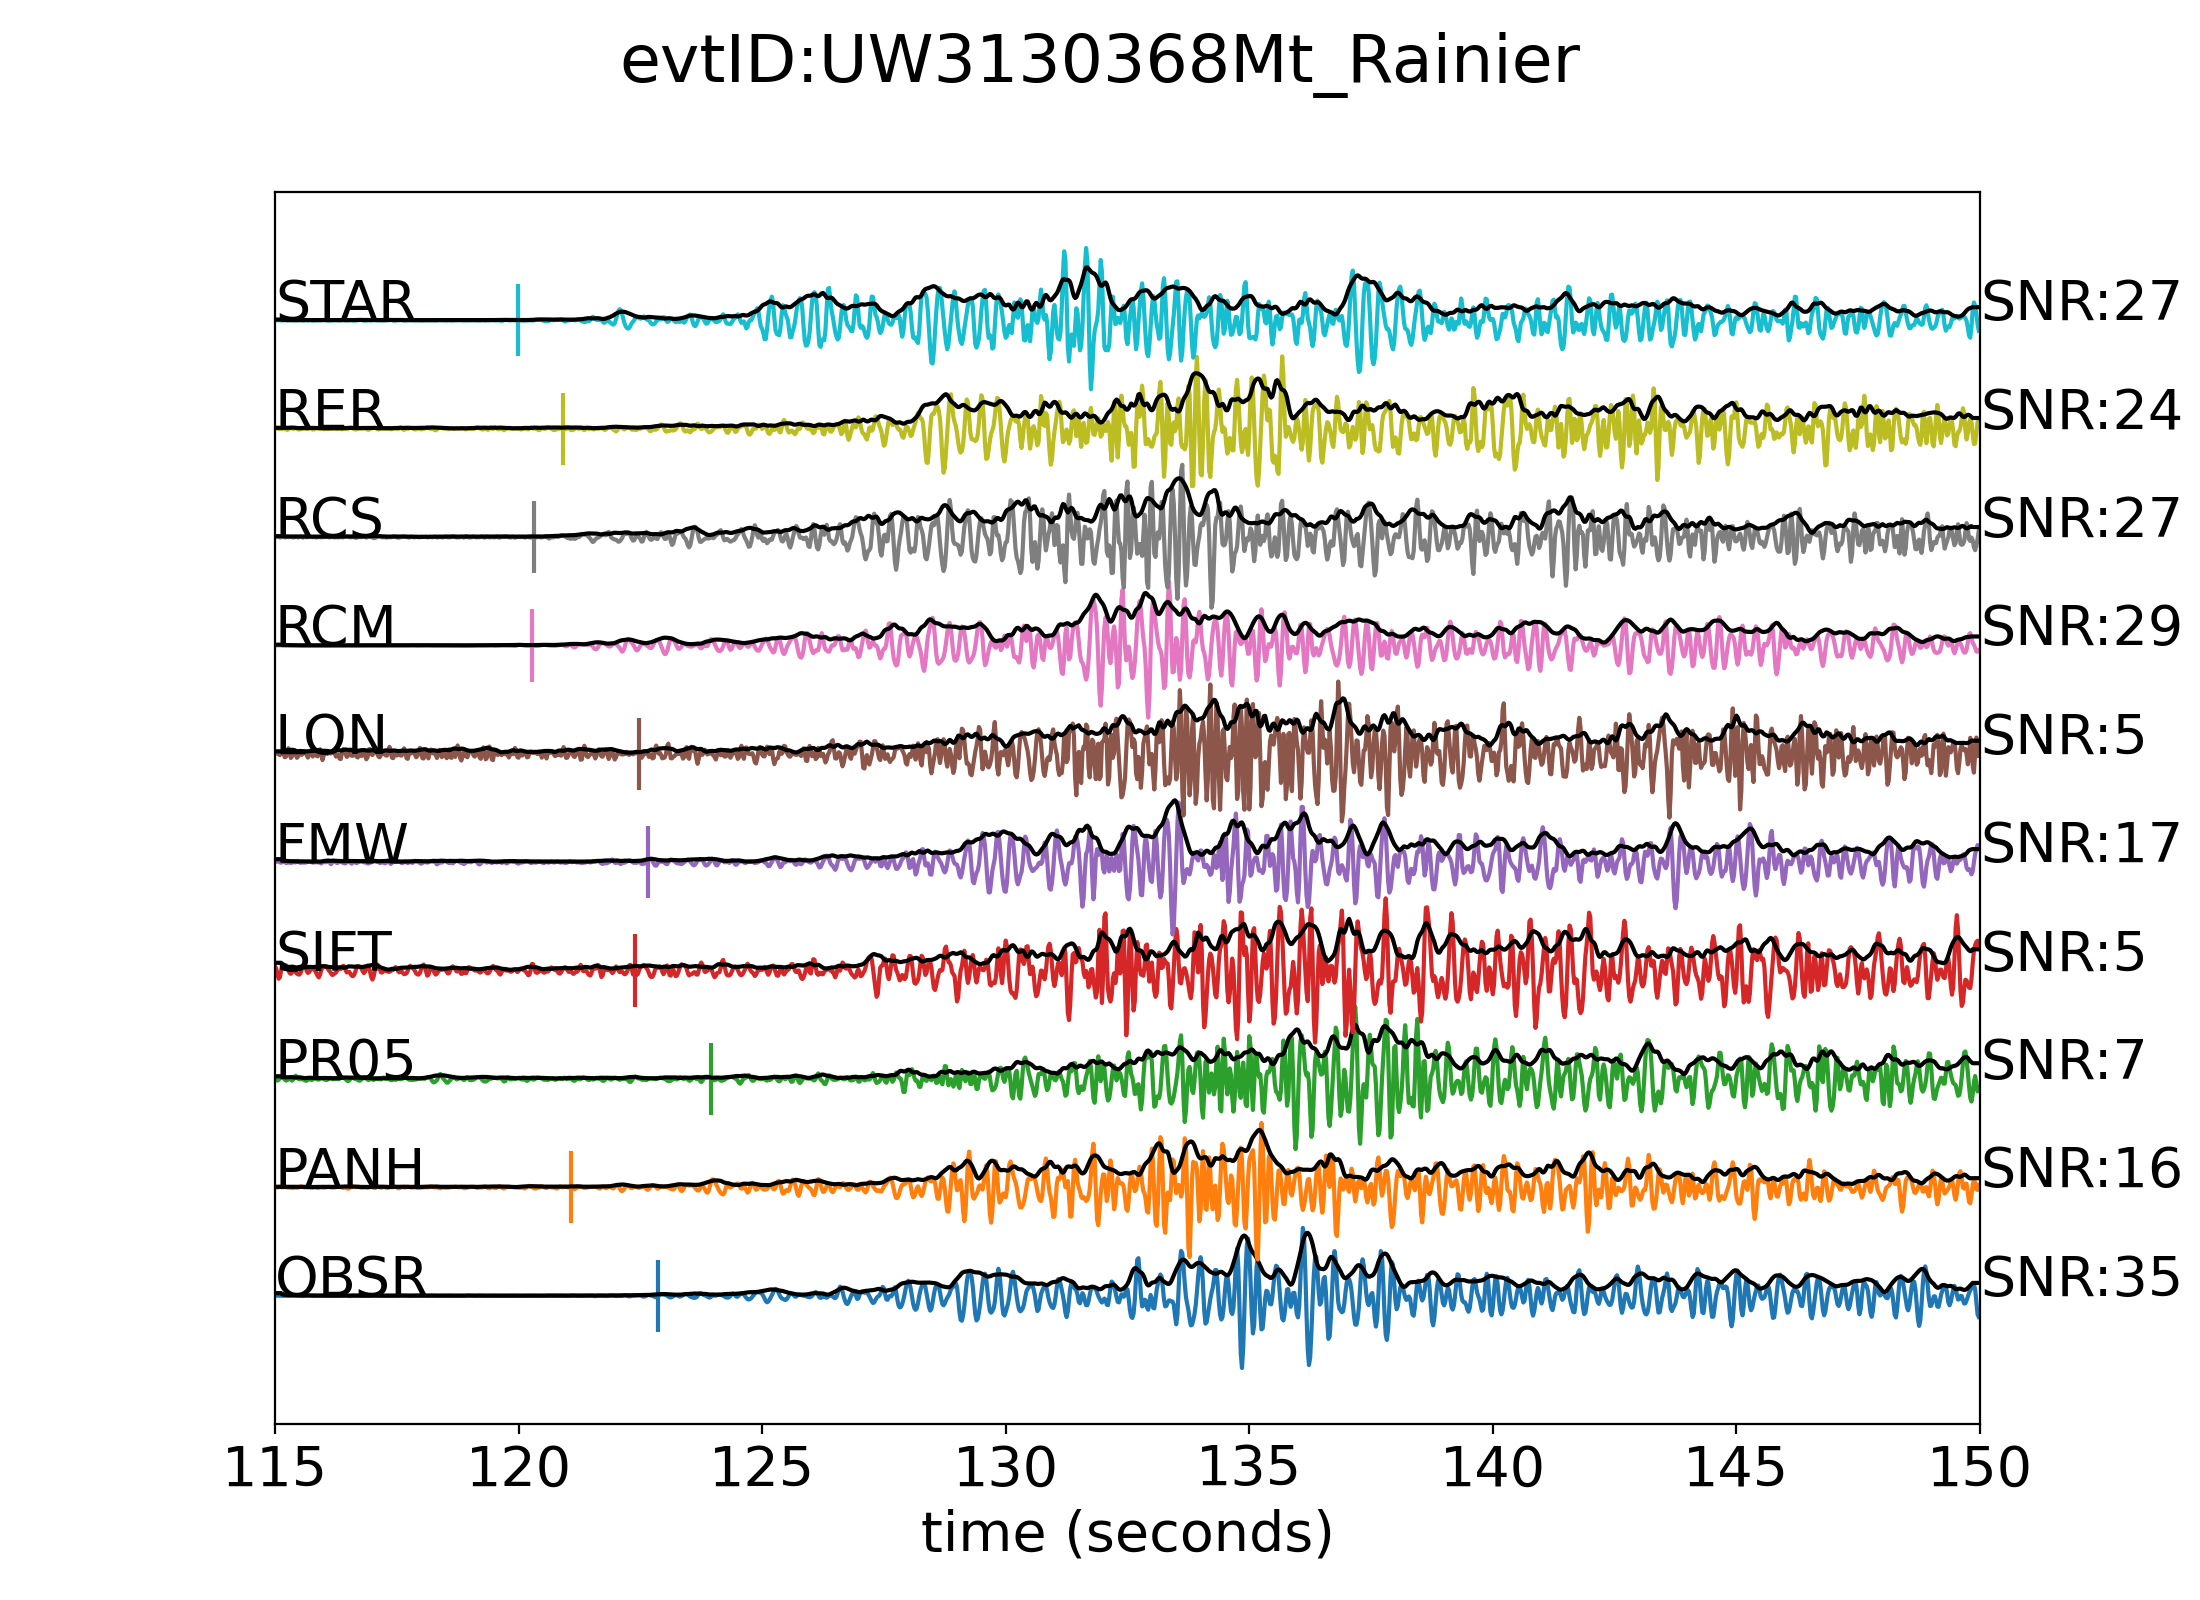 evtID:UW3130368Mt_Rainier
STAR SNR:27
RER SNR:24
RCS SNR:27
RCM SNR:29
LON SNR:5
FMW SNR:17
SIFT SNR:5
PR05 SNR:7
PANH SNR:16
OBSR SNR:35
115 120 125 130 135 140 145 150
time (seconds)